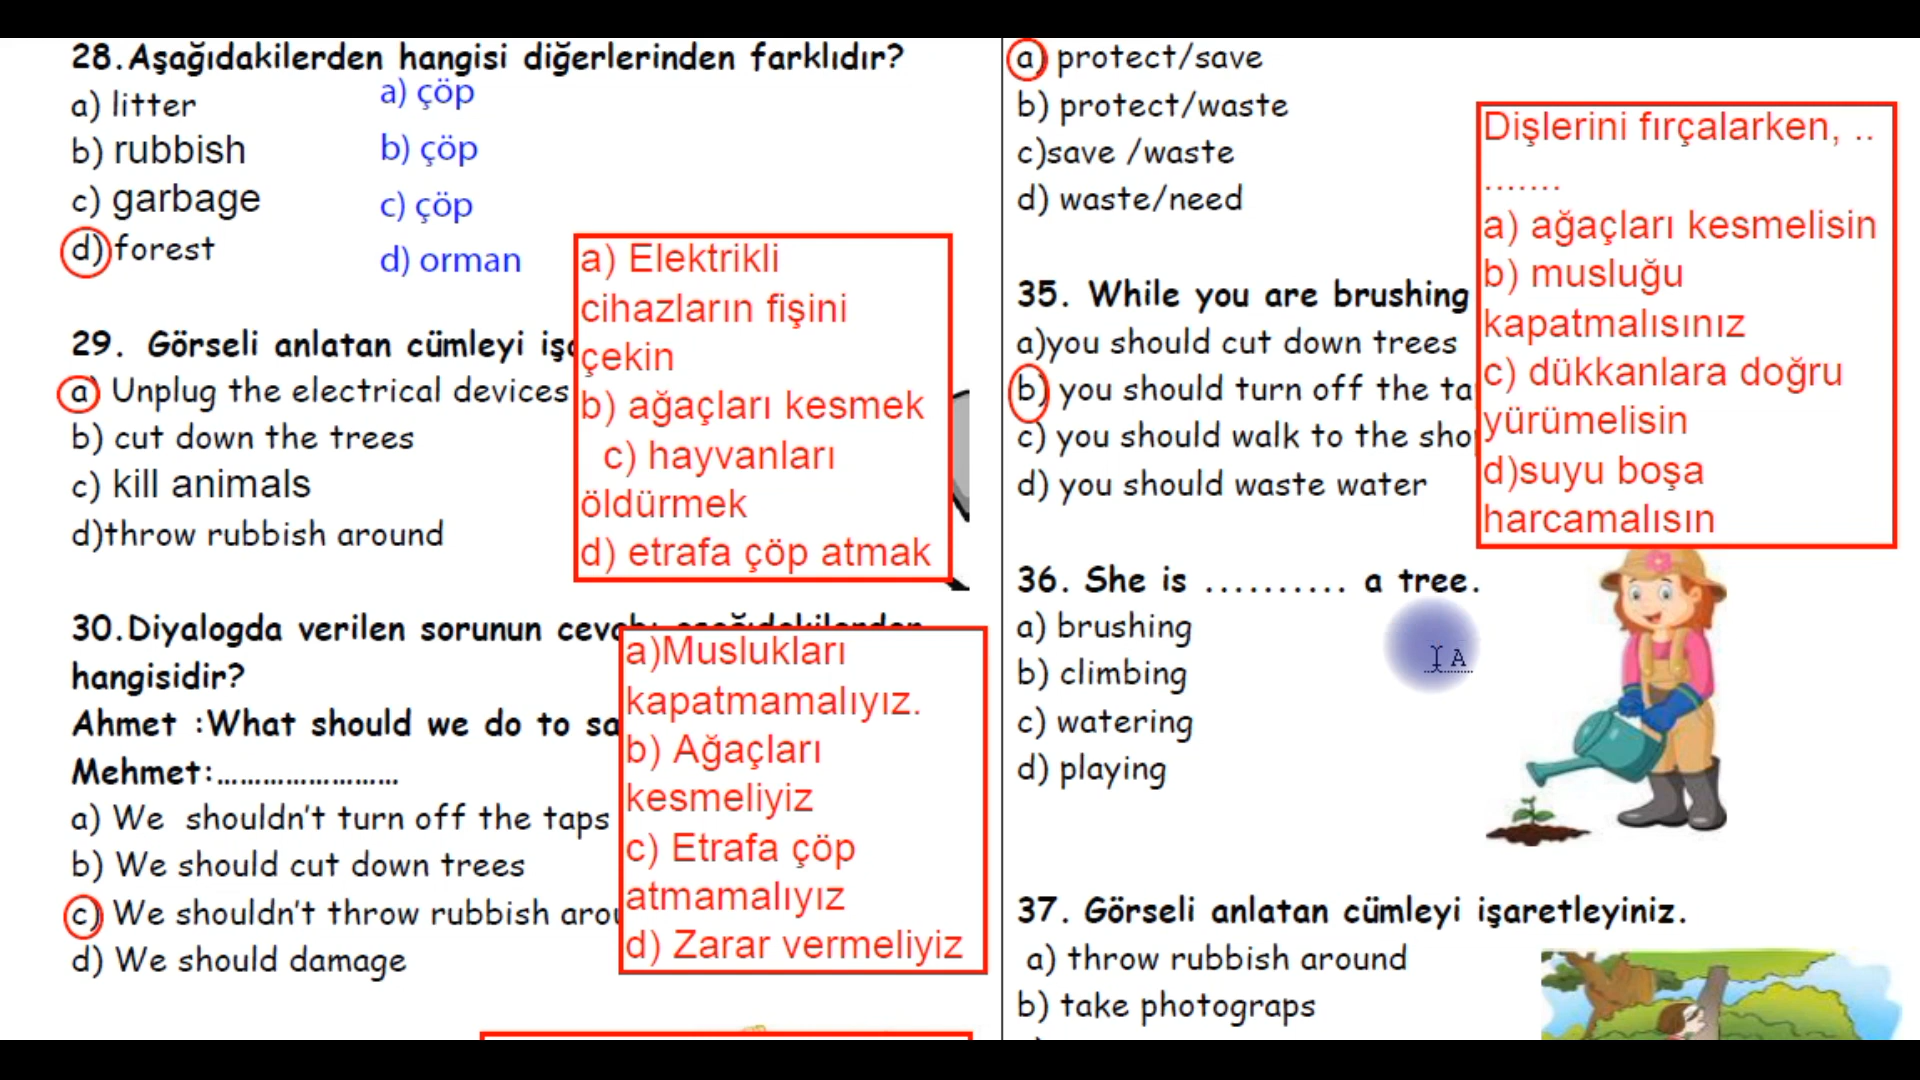 28.Aşağıdakilerden hangisi diğerlerinden farklıdır?
a) litter
b) rubbish
c) garbage
d) forest
a) çöp
b) çöp
c) çöp
d) orman
29. Görseli anlatan cümleyi
a) Unplug the electrical devices
b) cut down the trees
c) kill animals
d)throw rubbish around
a) Elektrikli
cihazların fişini
çekin
b) ağaçları kesmek
c) hayvanları
öldürmek
d) etrafa çöp atmak
30.Diyalogda verilen sorunun
hangisidir?
Ahmet :What should we do to
Mehmet:.......................
a) We shouldn't turn off the taps
b) We should cut down trees
c) We shouldn't throw rubbish
d) We should damage
a)Muslukları
kapatmamalıyız.
b) Ağaçları
kesmeliyiz
c) Etrafa çöp
atmamalıyız
d) Zarar vermeliyiz
a) protect/save
b) protect/waste
c)save /waste
d) waste/need
35. While you are brushing
a)you should cut down trees
b) you should turn off the
c) you should walk to the
d) you should waste water
Dişlerini fırçalarken, ..
.......
a) ağaçları kesmelisin
b) musluğu
kapatmalısınız
c) dükkanlara doğru
yürümelisin
d)suyu boşa
harcamalısın
36. She is .......... a tree.
a) brushing
b) climbing
c) watering
d) playing
37. Görseli anlatan cümleyi işaretleyiniz.
a) throw rubbish around
b) take photograps